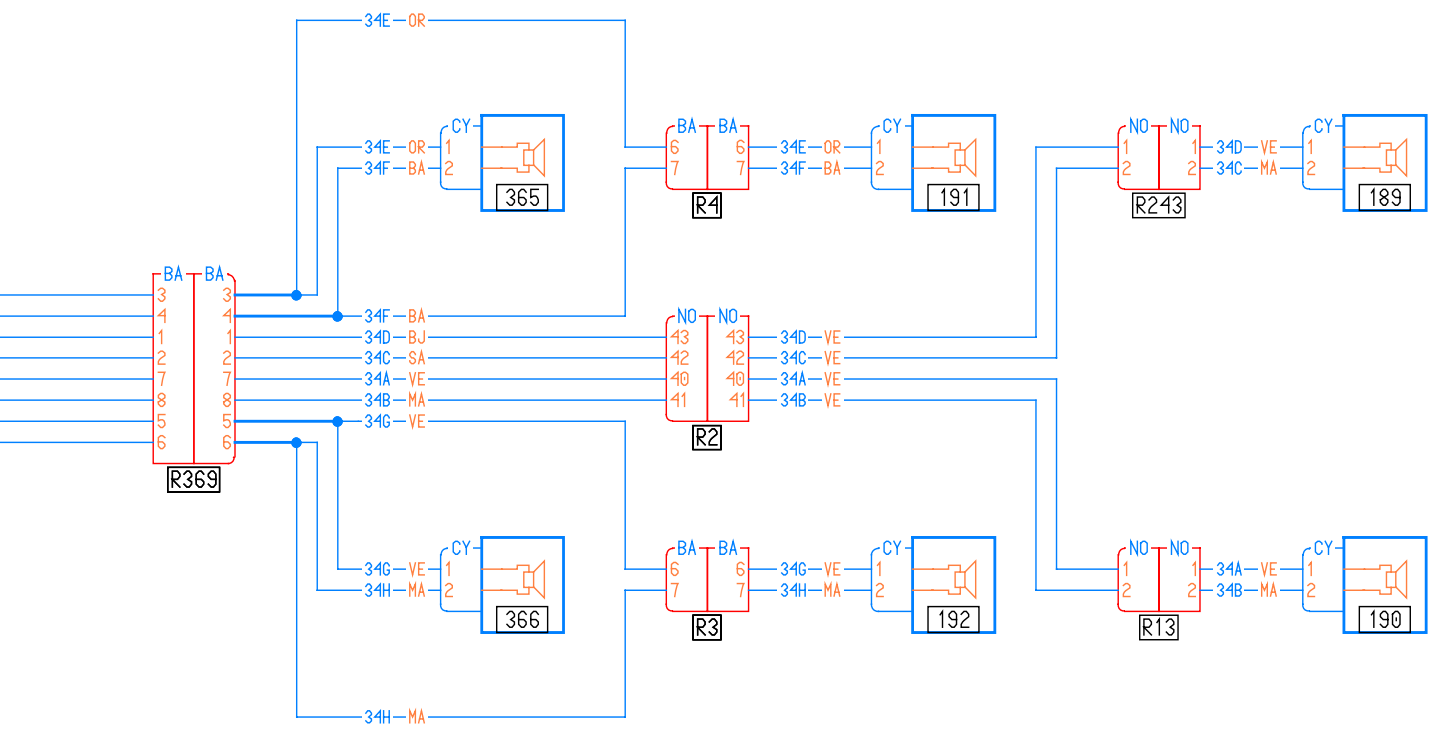 34E OR
CY BA BA CY NO NO CY
34E OR 1 6 6 34E OR 1 1 1 34D VE 1
34F BA 2 7 7 34F BA 2 2 2 34C MA 2
365 R4 191 R243 189
BA BA
3 3
4 4 34F BA NO NO
1 1 34D BJ 43 43 34D VE
2 2 34C SA 42 42 34C VE
7 7 34A VE 40 40 34A VE
8 8 34B MA 41 41 34B VE
5 5 34G VE
6 6 R2
R369
CY BA BA CY NO NO CY
34G VE 1 6 6 34G VE 1 1 1 34A VE 1
34H MA 2 7 7 34H MA 2 2 2 34B MA 2
366 R3 192 R13 190
34H MA